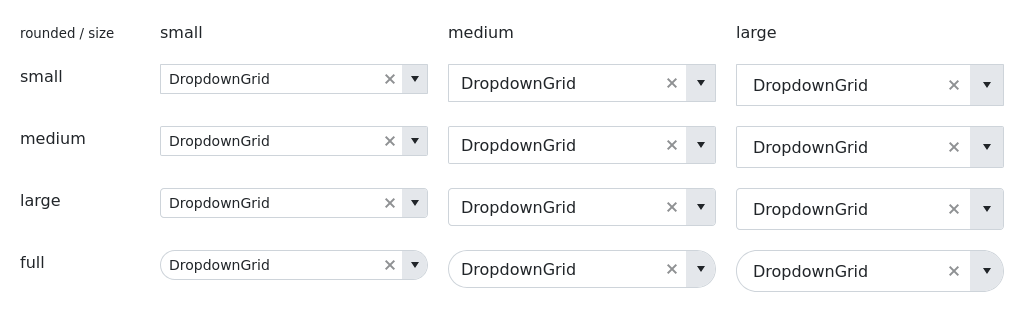 rounded / size small medium large
small DropdownGrid DropdownGrid DropdownGrid
medium DropdownGrid DropdownGrid DropdownGrid
large DropdownGrid DropdownGrid DropdownGrid
full DropdownGrid DropdownGrid DropdownGrid